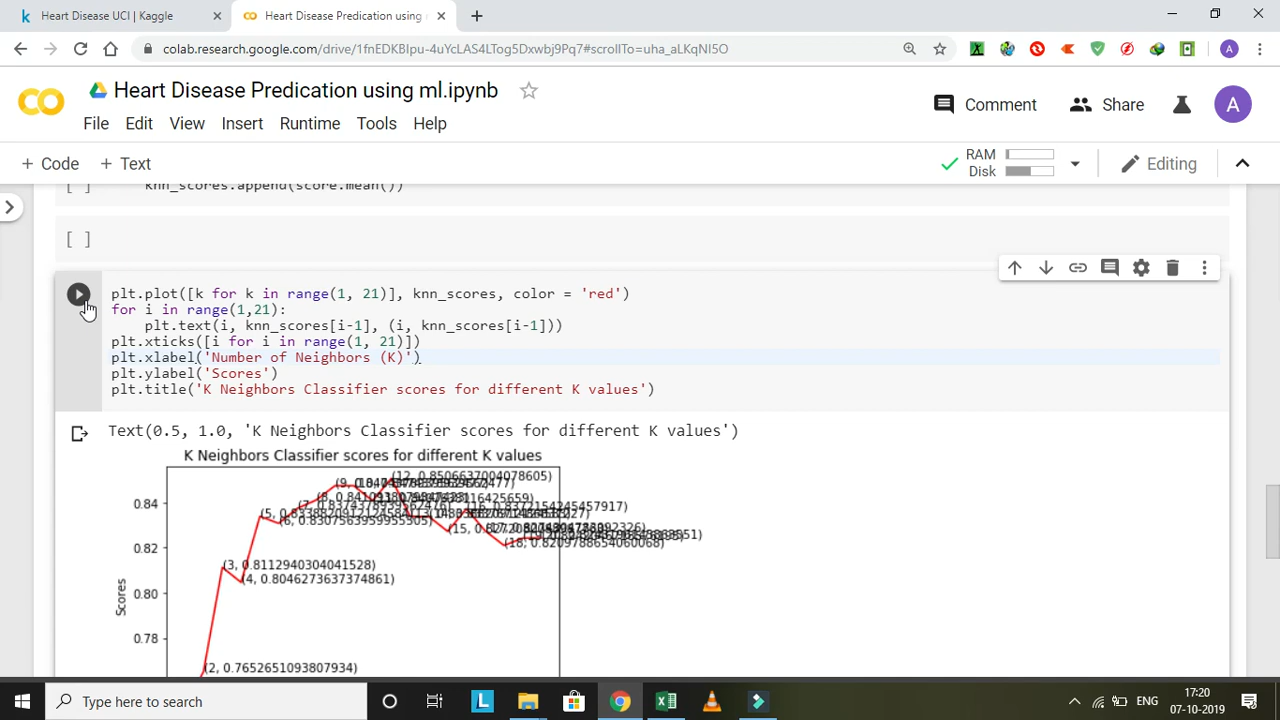 Heart Disease UCI | Kaggle
Heart Disease Predication using
colab.research.google.com/drive/1fnEDKBIpu-4uYcLAS4LTog5Dxwbj9Pq7#scrollTo=uha_aLKqNI5O
A
Heart Disease Predication using ml.ipynb
Comment
Share
A
File Edit View Insert Runtime Tools Help
+ Code + Text
RAM
Disk
Editing
[ ] knn_scores.append(score.mean())
[ ]
plt.plot([k for k in range(1, 21)], knn_scores, color = 'red')
for i in range(1,21):
plt.text(i, knn_scores[i-1], (i, knn_scores[i-1]))
plt.xticks([i for i in range(1, 21)])
plt.xlabel('Number of Neighbors (K)')
plt.ylabel('Scores')
plt.title('K Neighbors Classifier scores for different K values')
Text(0.5, 1.0, 'K Neighbors Classifier scores for different K values')
K Neighbors Classifier scores for different K values
(12, 0.8506637004078605)
0.84
0.82
(3, 0.8112940304041528)
(4, 0.8046273637374861)
0.80
Scores
0.78
(2, 0.7652651093807934)
(6, 0.8307563959955505)
(18, 0.8209788654060068)
Type here to search
L
ENG
17:20
07-10-2019